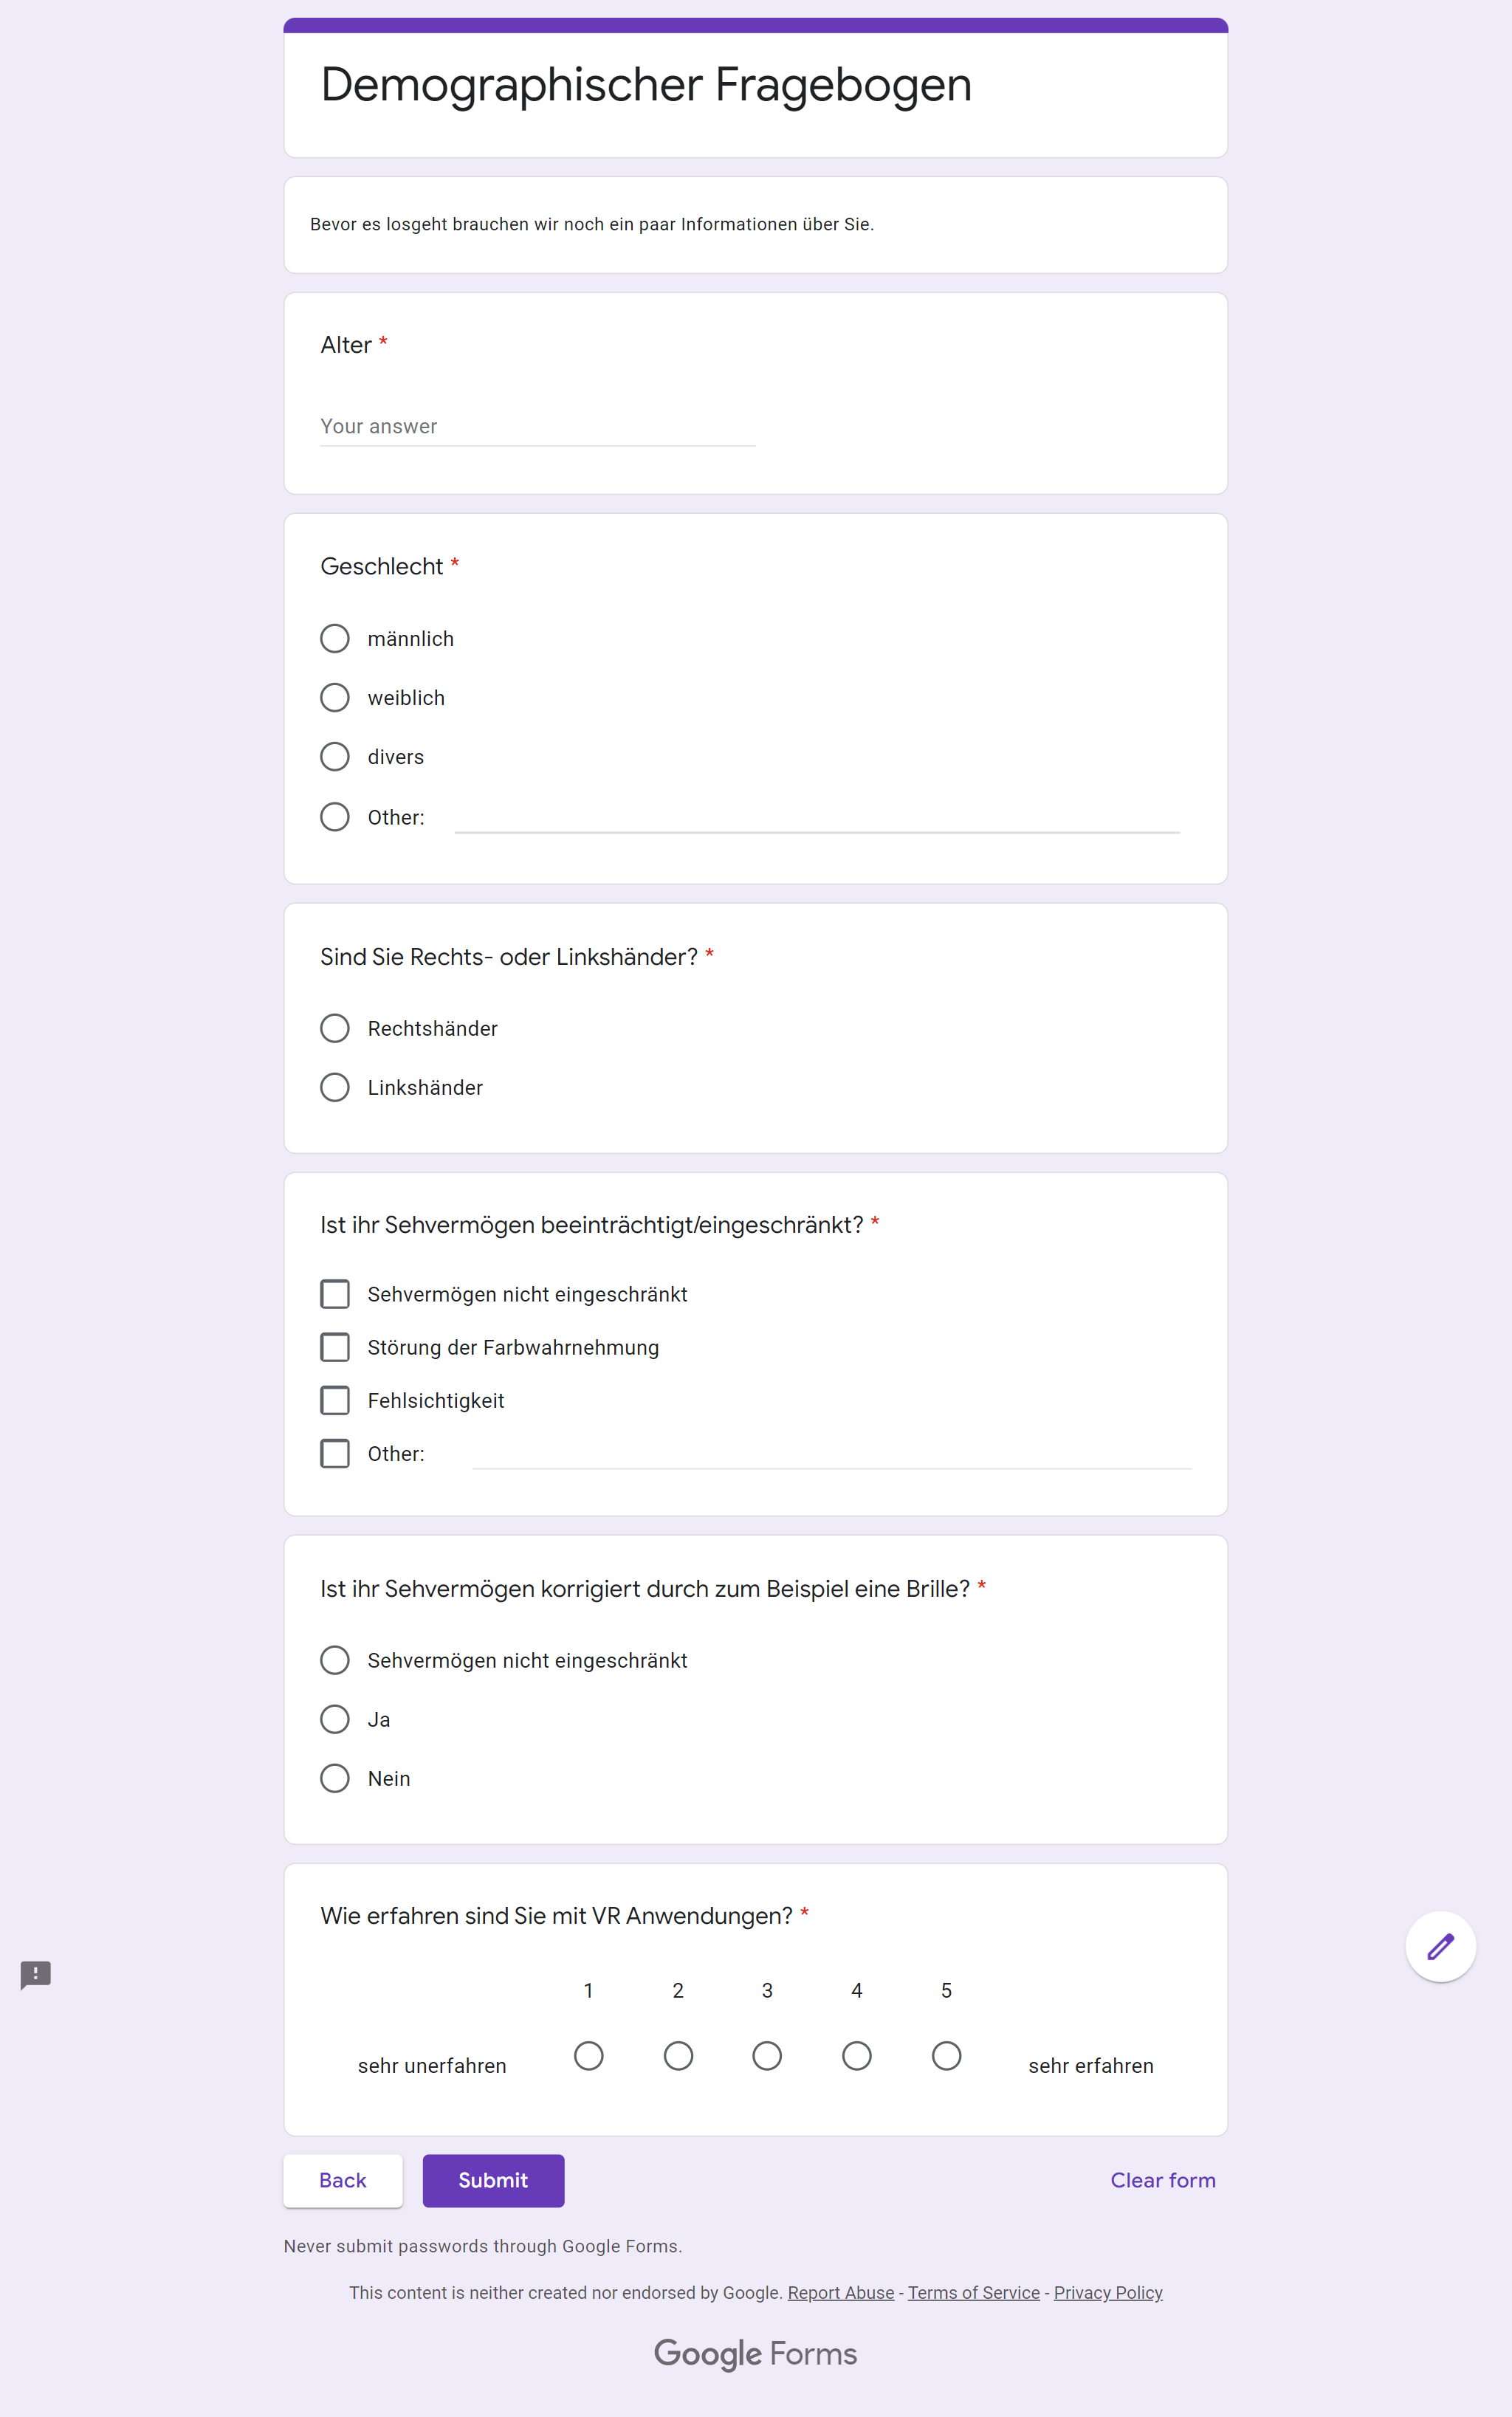 Demographischer Fragebogen
Bevor es losgeht brauchen wir noch ein paar Informationen über Sie.
Alter *
Your answer
Geschlecht *
männlich
weiblich
divers
Other:
Sind Sie Rechts- oder Linkshänder? *
Rechtshänder
Linkshänder
Ist ihr Sehvermögen beeinträchtigt/eingeschränkt? *
Sehvermögen nicht eingeschränkt
Störung der Farbwahrnehmung
Fehlsichtigkeit
Other:
Ist ihr Sehvermögen korrigiert durch zum Beispiel eine Brille? *
Sehvermögen nicht eingeschränkt
Ja
Nein
Wie erfahren sind Sie mit VR Anwendungen? *
1 2 3 4 5
sehr unerfahren sehr erfahren
Back Submit Clear form
Never submit passwords through Google Forms.
This content is neither created nor endorsed by Google. Report Abuse - Terms of Service - Privacy Policy
Google Forms